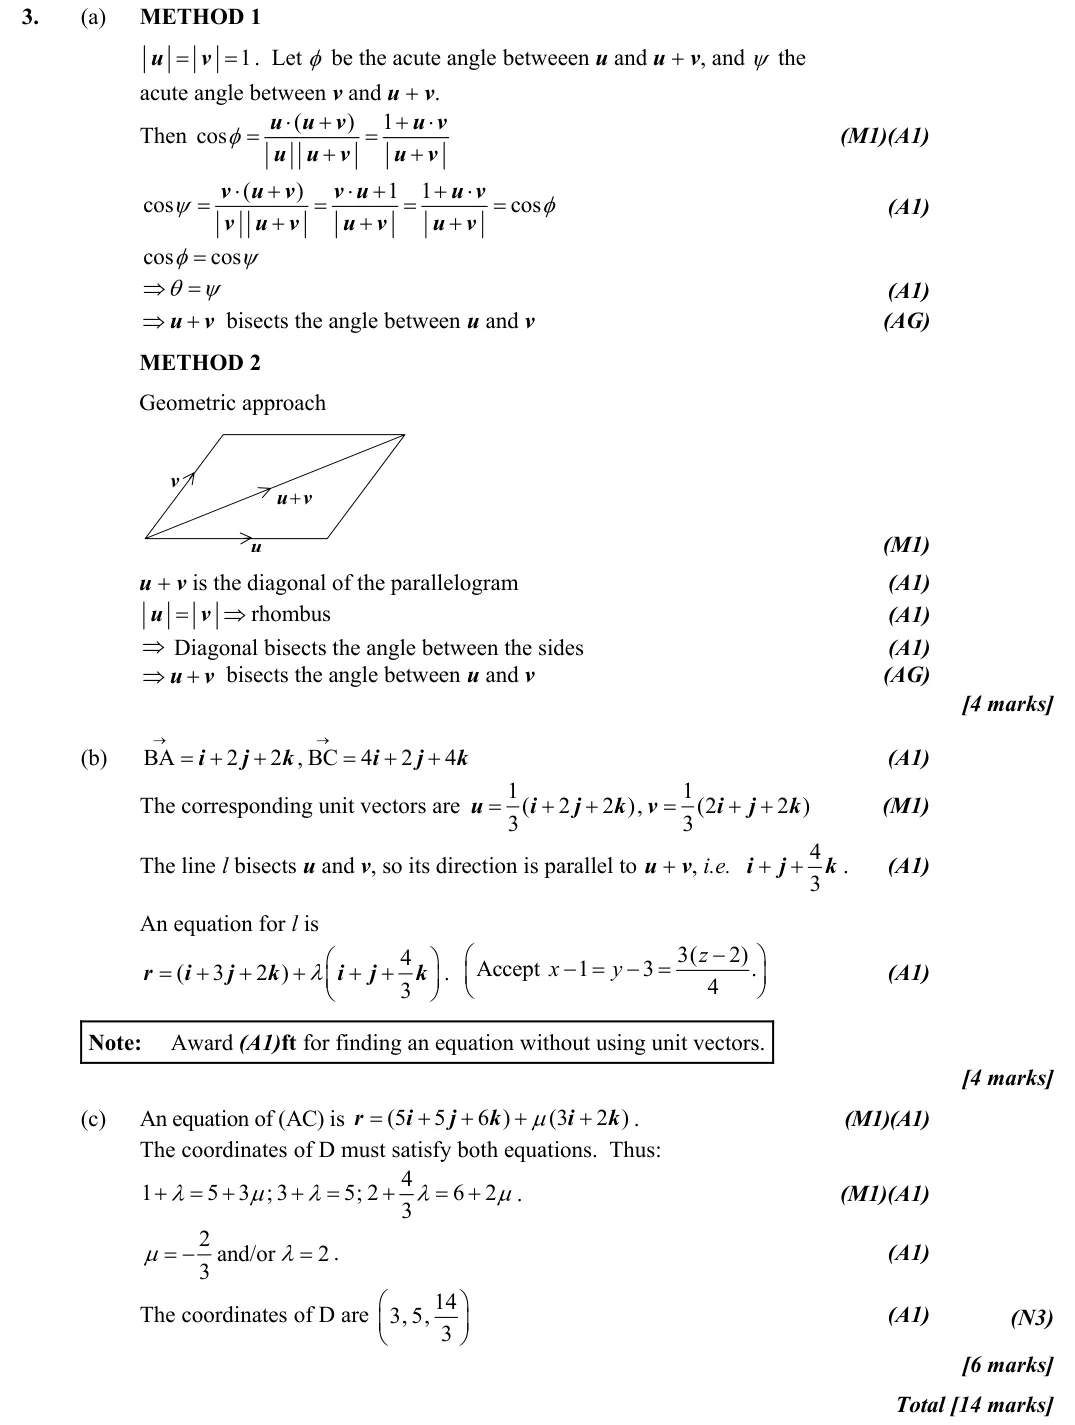 3. (a) METHOD 1
|u| = |v| = 1. Let ϕ be the acute angle betweeen u and u + v, and ψ the
acute angle between v and u + v.
Then cosϕ = u·(u + v) / |u||u + v| = 1 + u·v / |u + v| (M1)(A1)
cosψ = v·(u + v) / |v||u + v| = v·u + 1 / |u + v| = 1 + u·v / |u + v| = cosϕ (A1)
cosϕ = cosψ
⇒ θ = ψ (A1)
⇒ u + v bisects the angle between u and v (AG)
METHOD 2
Geometric approach
v
u+v
u (M1)
u + v is the diagonal of the parallelogram (A1)
|u| = |v| ⇒ rhombus (A1)
⇒ Diagonal bisects the angle between the sides (A1)
⇒ u + v bisects the angle between u and v (AG)
[4 marks]
(b) B⃗A = i + 2j + 2k, B⃗C = 4i + 2j + 4k (A1)
The corresponding unit vectors are u = 1/3 (i + 2j + 2k), v = 1/3 (2i + j + 2k) (M1)
The line l bisects u and v, so its direction is parallel to u + v, i.e. i + j + 4/3 k. (A1)
An equation for l is
r = (i + 3j + 2k) + λ(i + j + 4/3 k). (Accept x − 1 = y − 3 = 3(z − 2)/4.) (A1)
Note: Award (A1)ft for finding an equation without using unit vectors.
[4 marks]
(c) An equation of (AC) is r = (5i + 5j + 6k) + μ(3i + 2k). (M1)(A1)
The coordinates of D must satisfy both equations. Thus:
1 + λ = 5 + 3μ; 3 + λ = 5; 2 + 4/3 λ = 6 + 2μ. (M1)(A1)
μ = −2/3 and/or λ = 2. (A1)
The coordinates of D are (3, 5, 14/3) (A1) (N3)
[6 marks]
Total [14 marks]